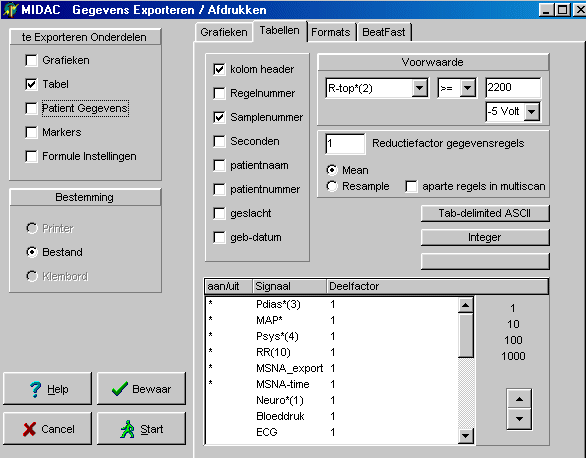 MIDAC Gegevens Exporteren / Afdrukken
te Exporteren Onderdelen
Grafieken
Tabel
Patient Gegevens
Markers
Formule Instellingen
Bestemming
Printer
Bestand
Klembord
Help
Bewaar
Cancel
Start
Grafieken Tabellen Formats BeatFast
kolom header
Regelnummer
Samplenummer
Seconden
patientnaam
patientnummer
geslacht
geb-datum
Voorwaarde
R-top*(2) >= 2200
-5 Volt
1 Reductiefactor gegevensregels
Mean
Resample aparte regels in multiscan
Tab-delimited ASCII
Integer
aan/uit Signaal Deelfactor
* Pdias*(3) 1
* MAP* 1
* Psys*(4) 1
* RR(10) 1
* MSNA_export 1
* MSNA-time 1
Neuro*(1) 1
Bloeddruk 1
ECG 1
1
10
100
1000